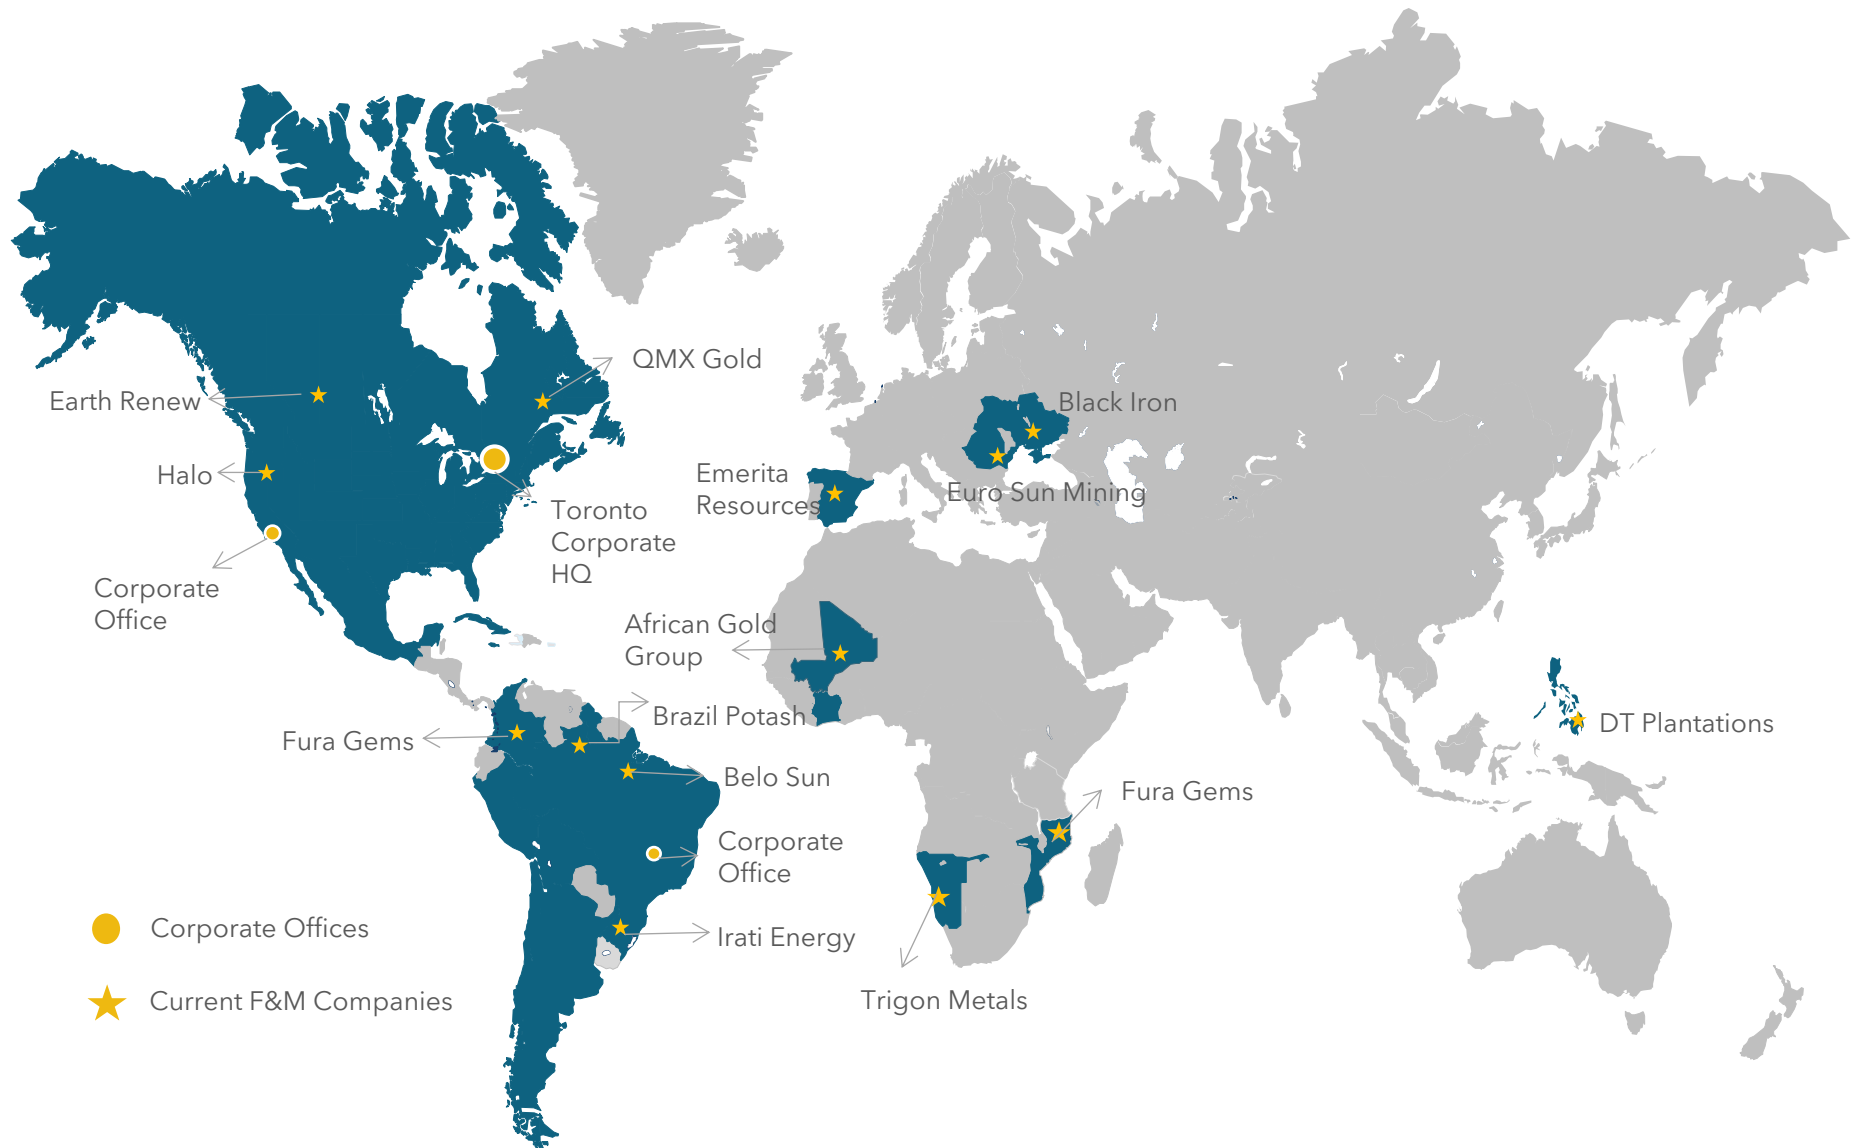 QMX Gold
Earth Renew
Black Iron
Halo
Emerita
Resources
Euro Sun Mining
Toronto
Corporate
HQ
Corporate
Office
African Gold
Group
Brazil Potash
DT Plantations
Fura Gems
Belo Sun
Fura Gems
Corporate
Office
Corporate Offices
Irati Energy
Current F&M Companies
Trigon Metals